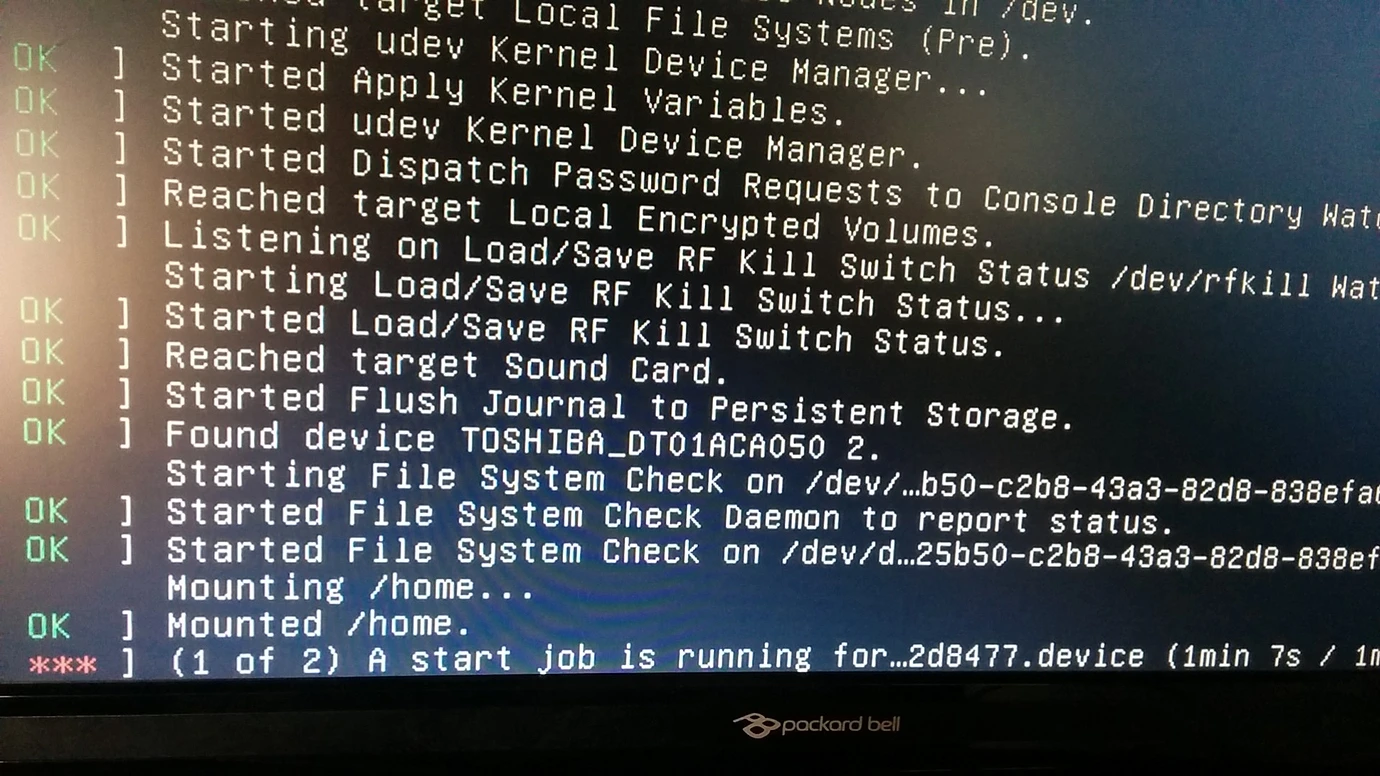 target Local File Systems (Pre).
Starting udev Kernel Device Manager...
OK ] Started Apply Kernel Variables.
OK ] Started udev Kernel Device Manager.
OK ] Started Dispatch Password Requests to Console Directory
OK ] Reached target Local Encrypted Volumes.
OK ] Listening on Load/Save RF Kill Switch Status /dev/rfkill
Starting Load/Save RF Kill Switch Status...
OK ] Started Load/Save RF Kill Switch Status.
OK ] Reached target Sound Card.
OK ] Started Flush Journal to Persistent Storage.
OK ] Found device TOSHIBA_DT01ACA050 2.
Starting File System Check on /dev/…b50-c2b8-43a3-82d8-838efa
OK ] Started File System Check Daemon to report status.
OK ] Started File System Check on /dev/d…25b50-c2b8-43a3-82d8-838ef
Mounting /home...
OK ] Mounted /home.
*** ] (1 of 2) A start job is running for…2d8477.device (1min 7s / 1m
packard bell